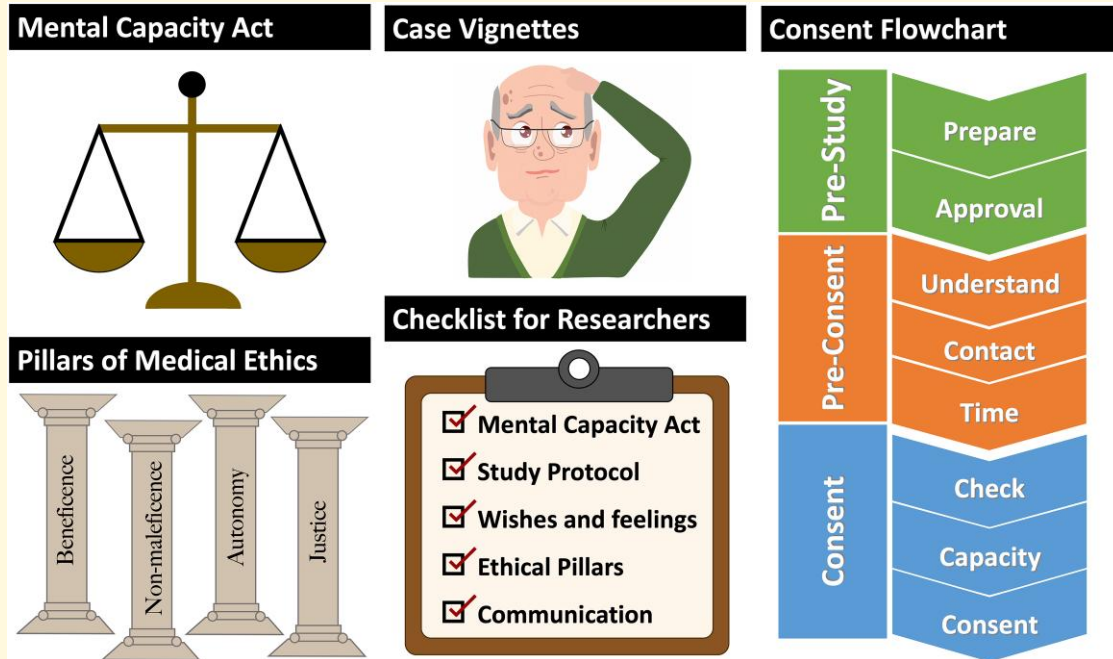 Mental Capacity Act
Pillars of Medical Ethics
Beneficence
Non-maleficence
Autonomy
Justice
Case Vignettes
Checklist for Researchers
Mental Capacity Act
Study Protocol
Wishes and feelings
Ethical Pillars
Communication
Consent Flowchart
Pre-Study
Prepare
Approval
Pre-Consent
Understand
Contact
Time
Consent
Check
Capacity
Consent